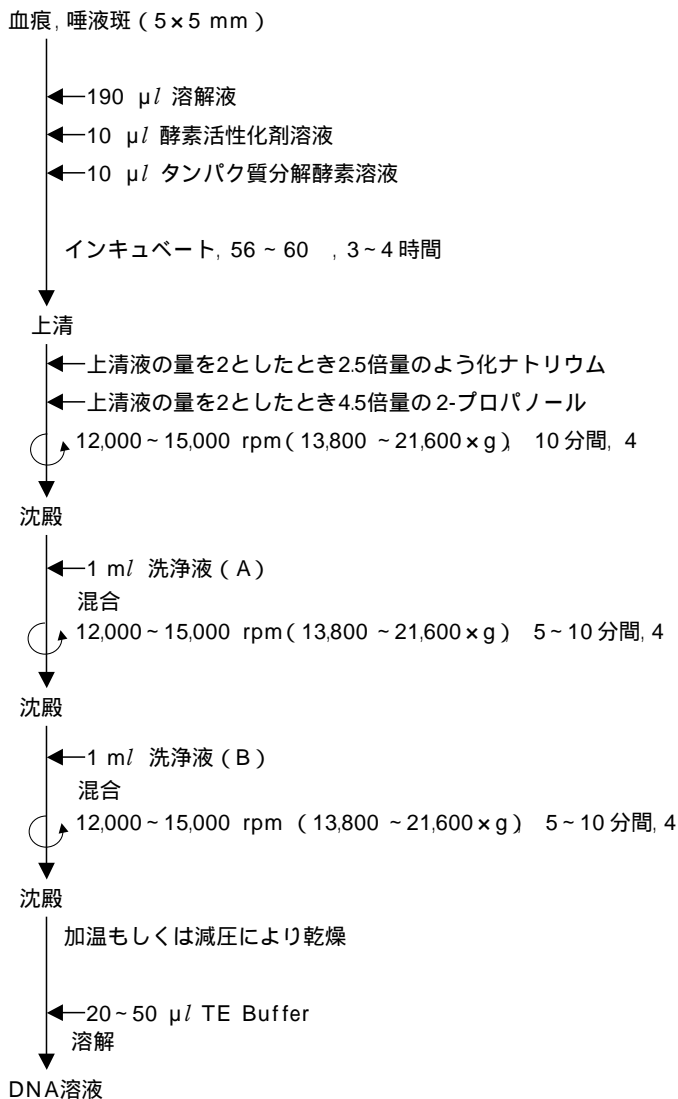 血痕, 唾液斑（5×5 mm）
190 μl 溶解液
10 μl 酵素活性化剤溶液
10 μl タンパク質分解酵素溶液
インキュベート, 56～60 , 3～4時間
上清
上清液の量を2としたとき2.5倍量のよう化ナトリウム
上清液の量を2としたとき4.5倍量の2-プロパノール
12,000～15,000 rpm（13,800 ～21,600×g） 10分間, 4
沈殿
1 ml 洗浄液（A）
混合
12,000～15,000 rpm（13,800 ～21,600×g） 5～10分間, 4
沈殿
1 ml 洗浄液（B）
混合
12,000～15,000 rpm （13,800 ～21,600×g） 5～10分間, 4
沈殿
加温もしくは減圧により乾燥
20～50 μl TE Buffer
溶解
DNA溶液